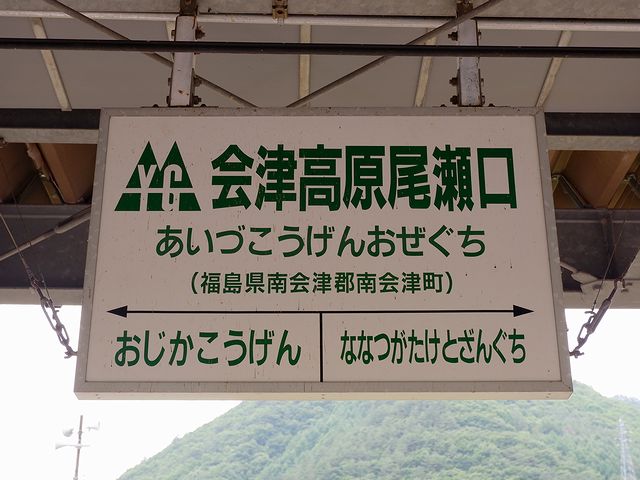 YG 会津高原尾瀬口
あいづこうげんおぜぐち
（福島県南会津郡南会津町）
おじかこうげん
ななつがたけとざんぐち